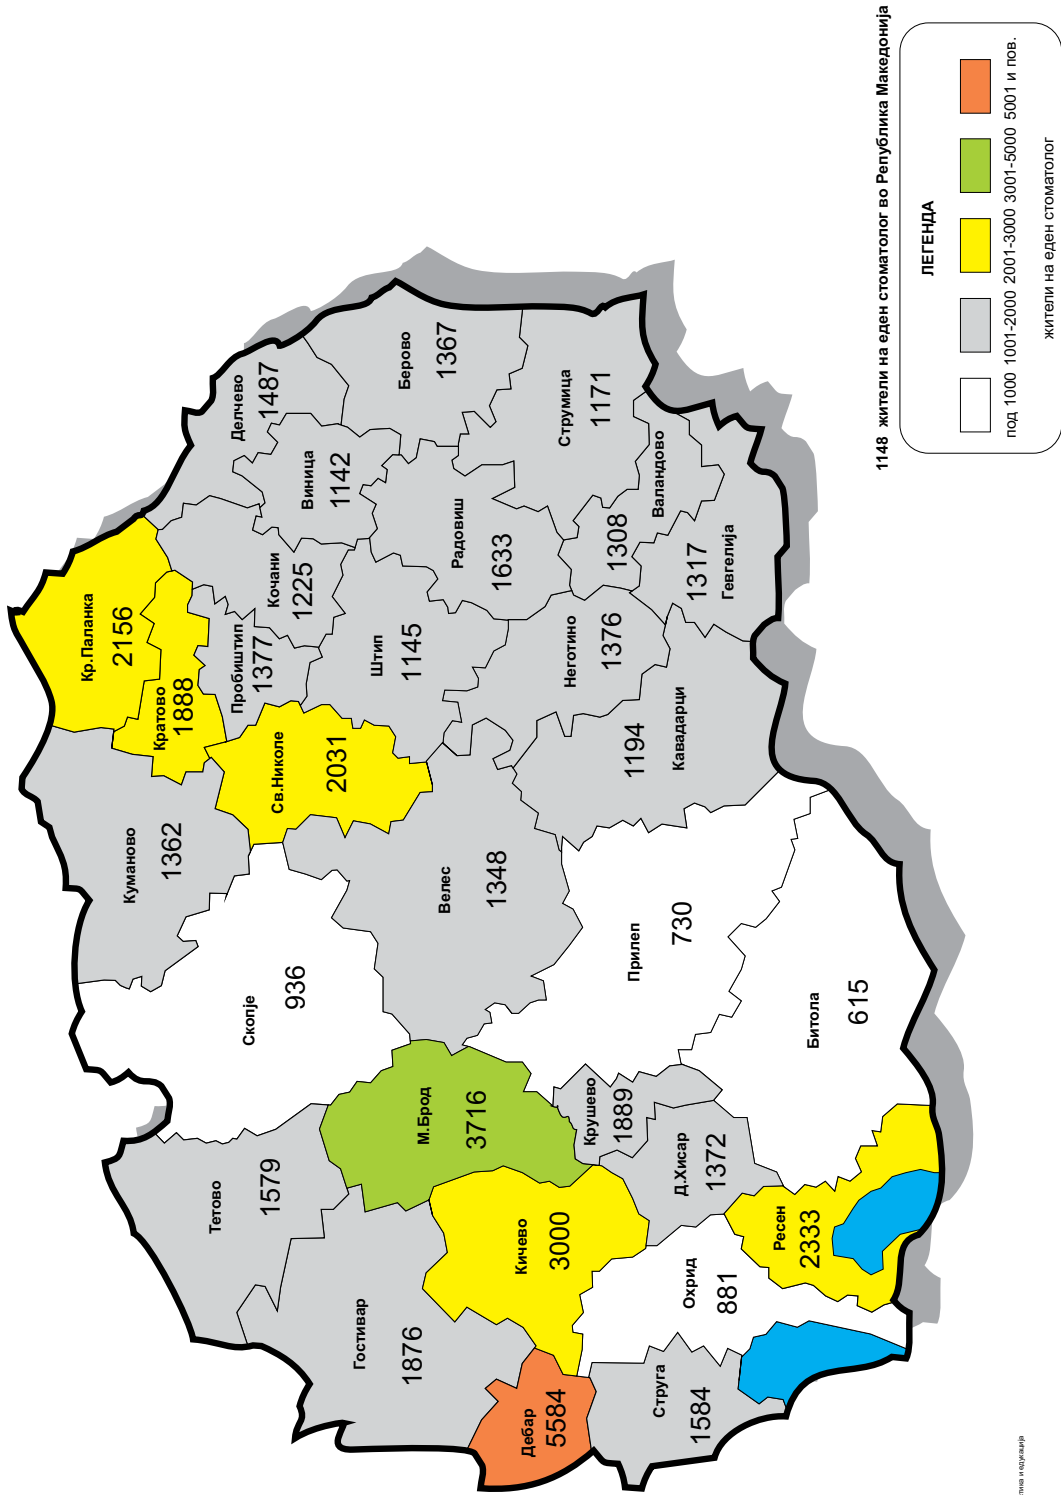 1148 жители на еден стоматолог во Република Македонија
ЛЕГЕНДА
под 1000
1001-2000
2001-3000
3001-5000
5001 и пов.
жители на еден стоматолог
Тетово
1579
Гостивар
1876
Дебар
5584
Струга
1584
Кичево
3000
М.Брод
3716
Охрид
881
Ресен
2333
Д.Хисар
1372
Крушево
1889
Битола
615
Прилеп
730
Скопје
936
Куманово
1362
Велес
1348
Св.Николе
2031
Кратово
1888
Кр.Паланка
2156
Пробиштип
1377
Штип
1145
Кочани
1225
Виница
1142
Делчево
1487
Берово
1367
Радовиш
1633
Струмица
1171
Валандово
1308
Гевгелија
1317
Неготино
1376
Кавадарци
1194
тика и едукација